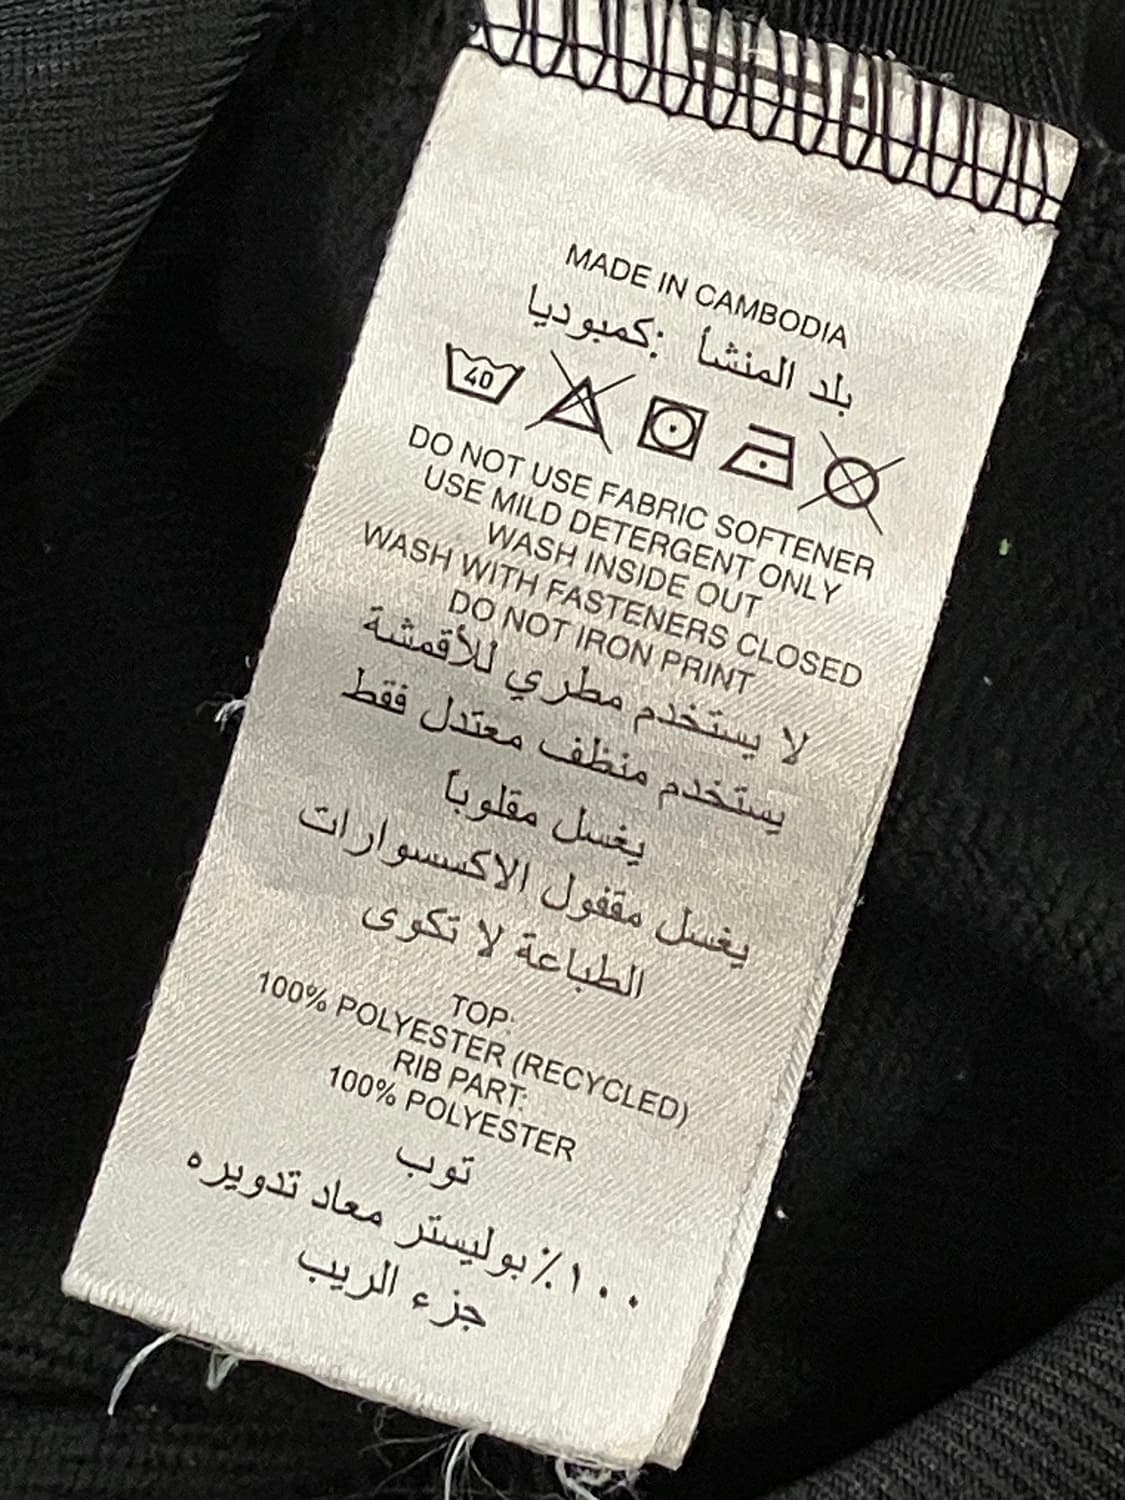 MADE IN CAMBODIA
بلد المنشأ :كمبوديا
40
DO NOT USE FABRIC SOFTENER
USE MILD DETERGENT ONLY
WASH INSIDE OUT
WASH WITH FASTENERS CLOSED
DO NOT IRON PRINT
لا يستخدم مطري للأقمشة
يستخدم منظف معتدل فقط
يغسل مقلوباً
يغسل مقفول الاكسسوارات
الطباعة لا تكوى
TOP:
100% POLYESTER (RECYCLED)
RIB PART:
100% POLYESTER
توب
١٠٠٪ بوليستر معاد تدويره
جزء الريب